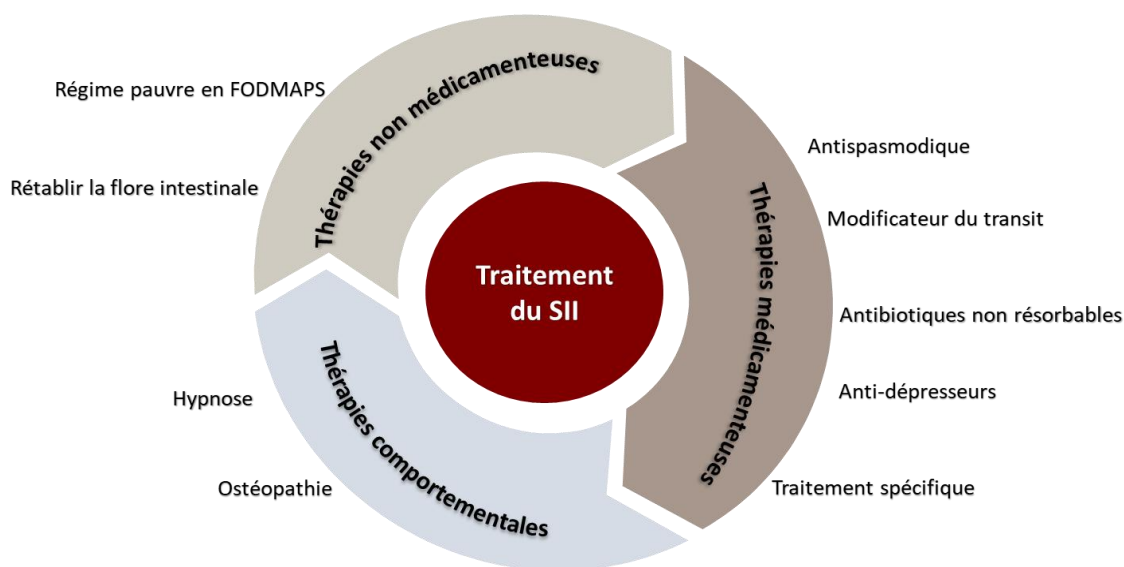 Thérapies non médicamenteuses
Régime pauvre en FODMAPS
Rétablir la flore intestinale
Thérapies médicamenteuses
Antispasmodique
Modificateur du transit
Antibiotiques non résorbables
Anti-dépresseurs
Traitement spécifique
Traitement
du SII
Thérapies comportementales
Hypnose
Ostéopathie